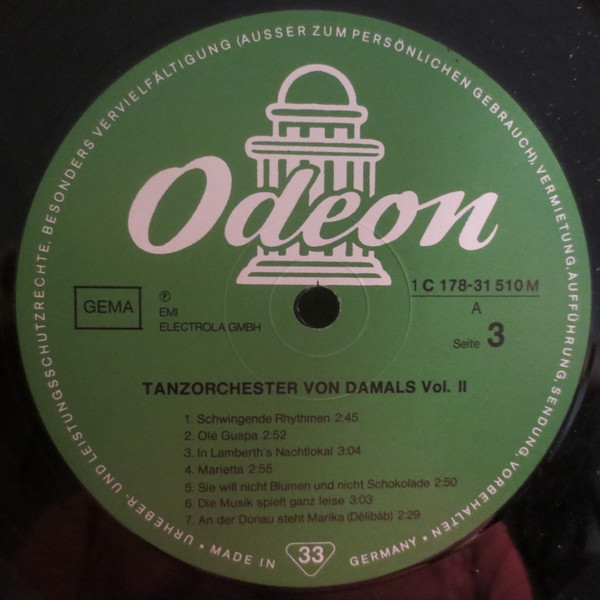 URHEBER- UND LEISTUNGSSCHUTZRECHTE, BESONDERS VERVIELFÄLTIGUNG (AUSSER ZUM PERSÖNLICHEN GEBRAUCH), VERMIETUNG, AUFFÜHRUNG, SENDUNG, VORBEHALTEN •
Odeon
GEMA
℗
EMI
ELECTROLA GMBH
1 C 178-31 510 M
A
Seite 3
TANZORCHESTER VON DAMALS Vol. II
1. Schwingende Rhythmen 2:45
2. Olé Guapa 2:52
3. In Lamberth's Nachtlokal 3:04
4. Marietta 2:55
5. Sie will nicht Blumen und nicht Schokolade 2:50
6. Die Musik spielt ganz leise 3:03
7. An der Donau steht Marika (Délibáb) 2:29
• MADE IN 33 GERMANY •